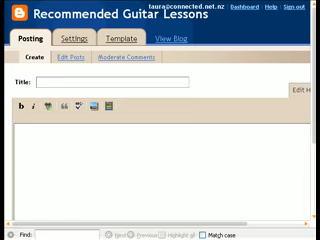 taura@connected.net.nz | Dashboard | Help | Sign out
Recommended Guitar Lessons
Posting Settings Template View Blog
Create Edit Posts Moderate Comments
Title:
Edit H
b i
Find: Next Previous Highlight all Match case